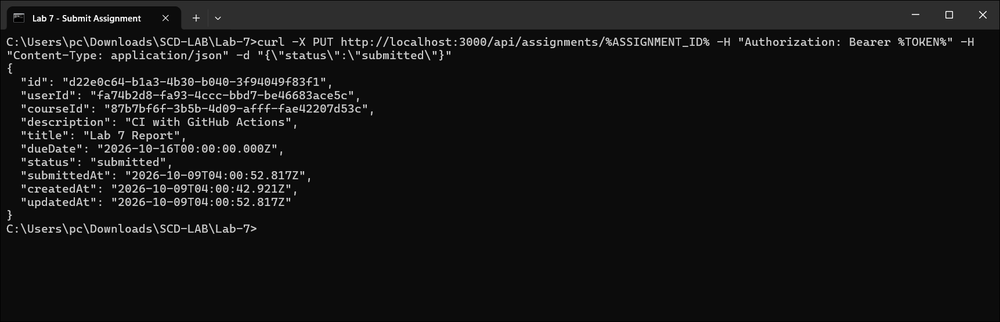 Lab 7 - Submit Assignment
C:\Users\pc\Downloads\SCD-LAB\Lab-7>curl -X PUT http://localhost:3000/api/assignments/%ASSIGNMENT_ID% -H "Authorization: Bearer %TOKEN%" -H
"Content-Type: application/json" -d "{\"status\":\"submitted\"}"
{
  "id": "d22e0c64-b1a3-4b30-b040-3f94049f83f1",
  "userId": "fa74b2d8-fa93-4ccc-bbd7-be46683ace5c",
  "courseId": "87b7bf6f-3b5b-4d09-afff-fae42207d53c",
  "description": "CI with GitHub Actions",
  "title": "Lab 7 Report",
  "dueDate": "2026-10-16T00:00:00.000Z",
  "status": "submitted",
  "submittedAt": "2026-10-09T04:00:52.817Z",
  "createdAt": "2026-10-09T04:00:42.921Z",
  "updatedAt": "2026-10-09T04:00:52.817Z"
}
C:\Users\pc\Downloads\SCD-LAB\Lab-7>